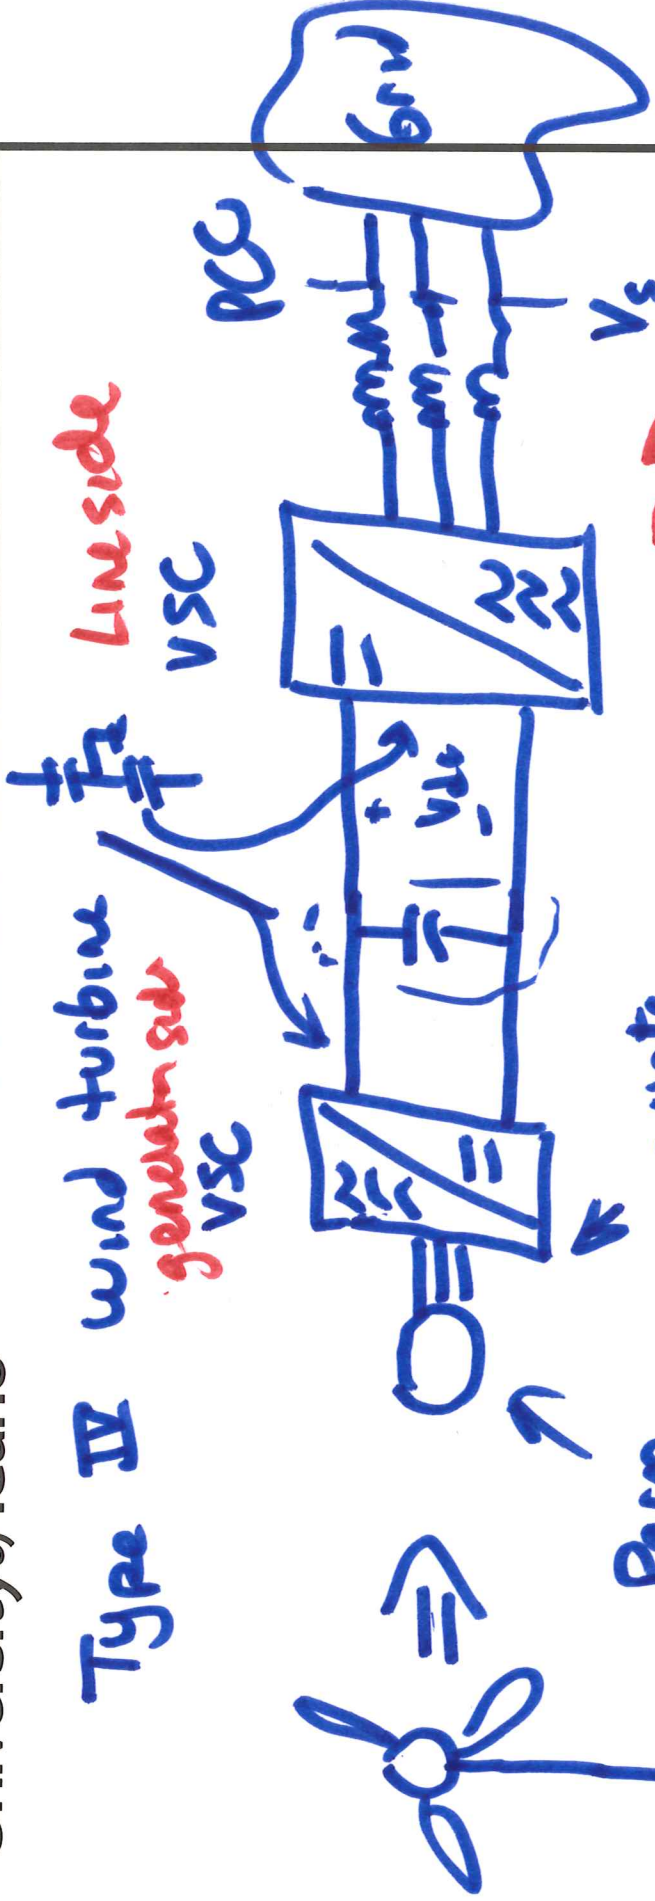 Type IV wind turbine
generator side
VSC
Line side
VSC
PCC
Grid
Vdc
+
-
Vs